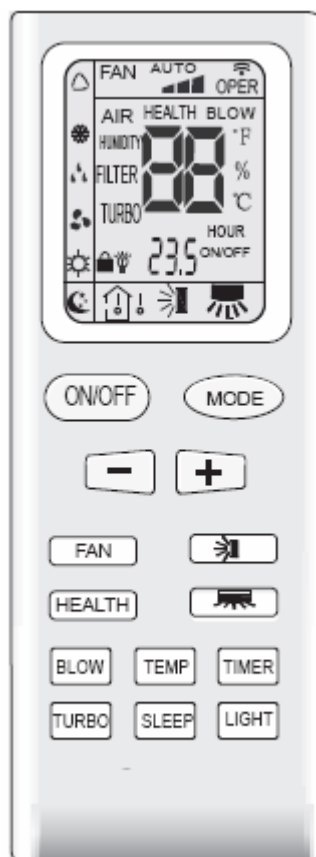 FAN AUTO OPER
AIR HEALTH BLOW
HUMIDITY 88 °F
FILTER %
TURBO °C
HOUR
23.5 ON/OFF
ON/OFF MODE
- +
FAN
HEALTH
BLOW TEMP TIMER
TURBO SLEEP LIGHT